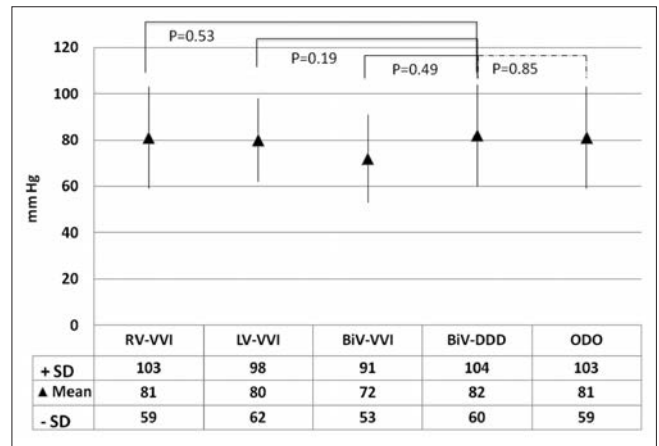 120
P=0.53
P=0.19
100
P=0.49
P=0.85
80
60
40
20
0
mm Hg
RV-VVI LV-VVI BiV-VVI BiV-DDD ODO
+ SD 103 98 91 104 103
▲ Mean 81 80 72 82 81
- SD 59 62 53 60 59